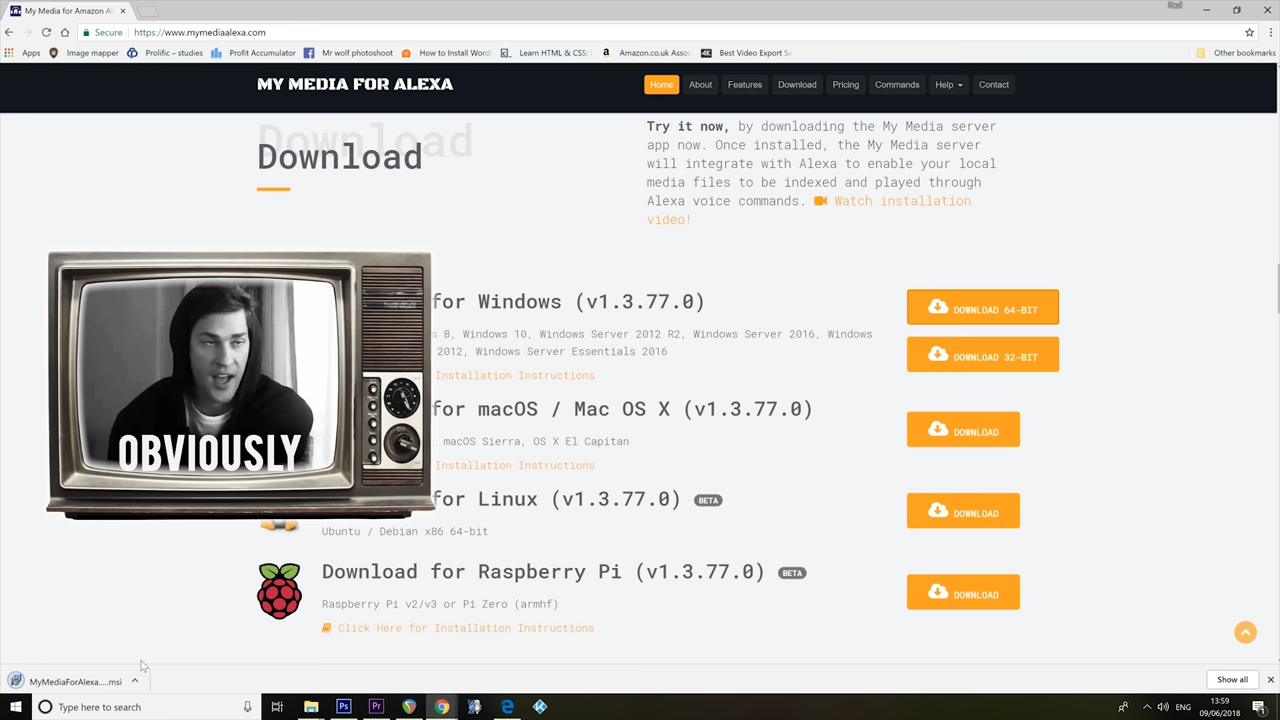 My Media for Amazon Al
Secure
https://www.mymediaalexa.com
Apps
Image mapper
Prolific – studies
Profit Accumulator
Mr wolf photoshoot
How to Install Word
Learn HTML & CSS:
Amazon.co.uk Asso
Best Video Export Se
Other bookmarks
MY MEDIA FOR ALEXA
Home
About
Features
Download
Pricing
Commands
Help
Contact
Download
Download
Try it now, by downloading the My Media server
app now. Once installed, the My Media server
will integrate with Alexa to enable your local
media files to be indexed and played through
Alexa voice commands. Watch installation
video!
for Windows (v1.3.77.0)
s 8, Windows 10, Windows Server 2012 R2, Windows Server 2016, Windows
2012, Windows Server Essentials 2016
Installation Instructions
DOWNLOAD 64-BIT
DOWNLOAD 32-BIT
for macOS / Mac OS X (v1.3.77.0)
, macOS Sierra, OS X El Capitan
Installation Instructions
DOWNLOAD
OBVIOUSLY
for Linux (v1.3.77.0) BETA
Ubuntu / Debian x86 64-bit
DOWNLOAD
Download for Raspberry Pi (v1.3.77.0) BETA
Raspberry Pi v2/v3 or Pi Zero (armhf)
Click Here for Installation Instructions
DOWNLOAD
MyMediaForAlexa.....msi
Show all
Type here to search
Ps
Pr
ENG
13:59
09/06/2018